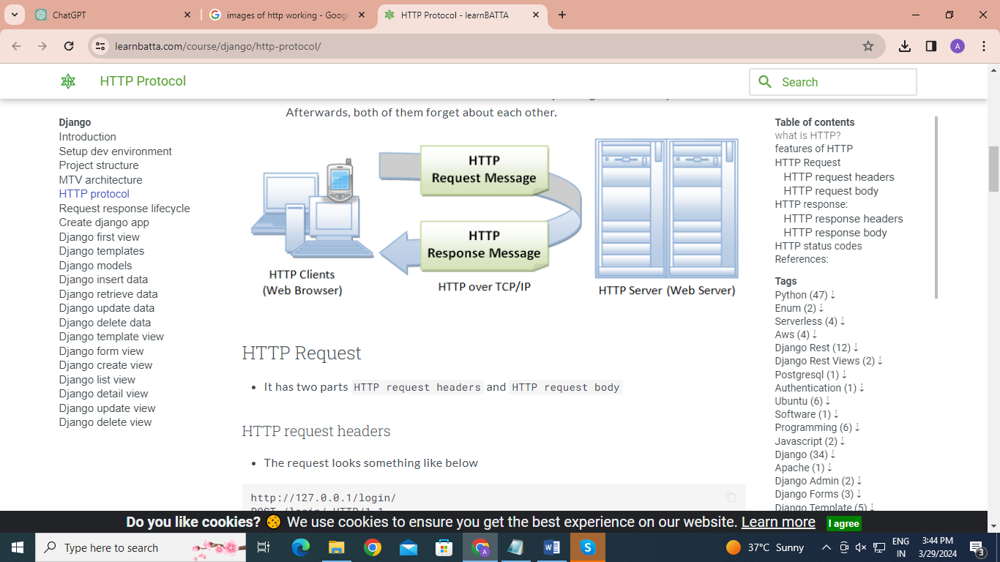 ChatGPT
images of http working - Googl
HTTP Protocol - learnBATTA
learnbatta.com/course/django/http-protocol/
A
HTTP Protocol
Search
Django
Introduction
Setup dev environment
Project structure
MTV architecture
HTTP protocol
Request response lifecycle
Create django app
Django first view
Django templates
Django models
Django insert data
Django retrieve data
Django update data
Django delete data
Django template view
Django form view
Django create view
Django list view
Django detail view
Django update view
Django delete view
Afterwards, both of them forget about each other.
HTTP
Request Message
HTTP
Response Message
HTTP Clients
(Web Browser)
HTTP over TCP/IP
HTTP Server (Web Server)
HTTP Request
• It has two parts HTTP request headers and HTTP request body
HTTP request headers
• The request looks something like below
http://127.0.0.1/login/
POST /login/ HTTP/1.1
Table of contents
what is HTTP?
features of HTTP
HTTP Request
HTTP request headers
HTTP request body
HTTP response:
HTTP response headers
HTTP response body
HTTP status codes
References:
Tags
Python (47) ⇣
Enum (2) ⇣
Serverless (4) ⇣
Aws (4) ⇣
Django Rest (12) ⇣
Django Rest Views (2) ⇣
Postgresql (1) ⇣
Authentication (1) ⇣
Ubuntu (6) ⇣
Software (1) ⇣
Programming (6) ⇣
Javascript (2) ⇣
Django (34) ⇣
Apache (1) ⇣
Django Admin (2) ⇣
Django Forms (3) ⇣
Django Template (5) ⇣
Do you like cookies? 🍪 We use cookies to ensure you get the best experience on our website. Learn more I agree
Type here to search
37°C Sunny
ENG
IN
3:44 PM
3/29/2024
3